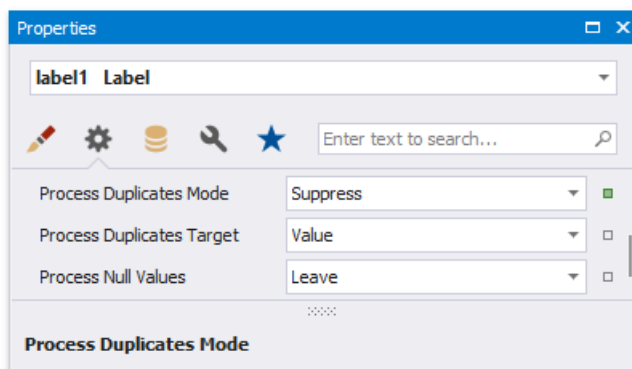 Properties
label1 Label
Enter text to search...
Process Duplicates Mode Suppress
Process Duplicates Target Value
Process Null Values Leave
Process Duplicates Mode